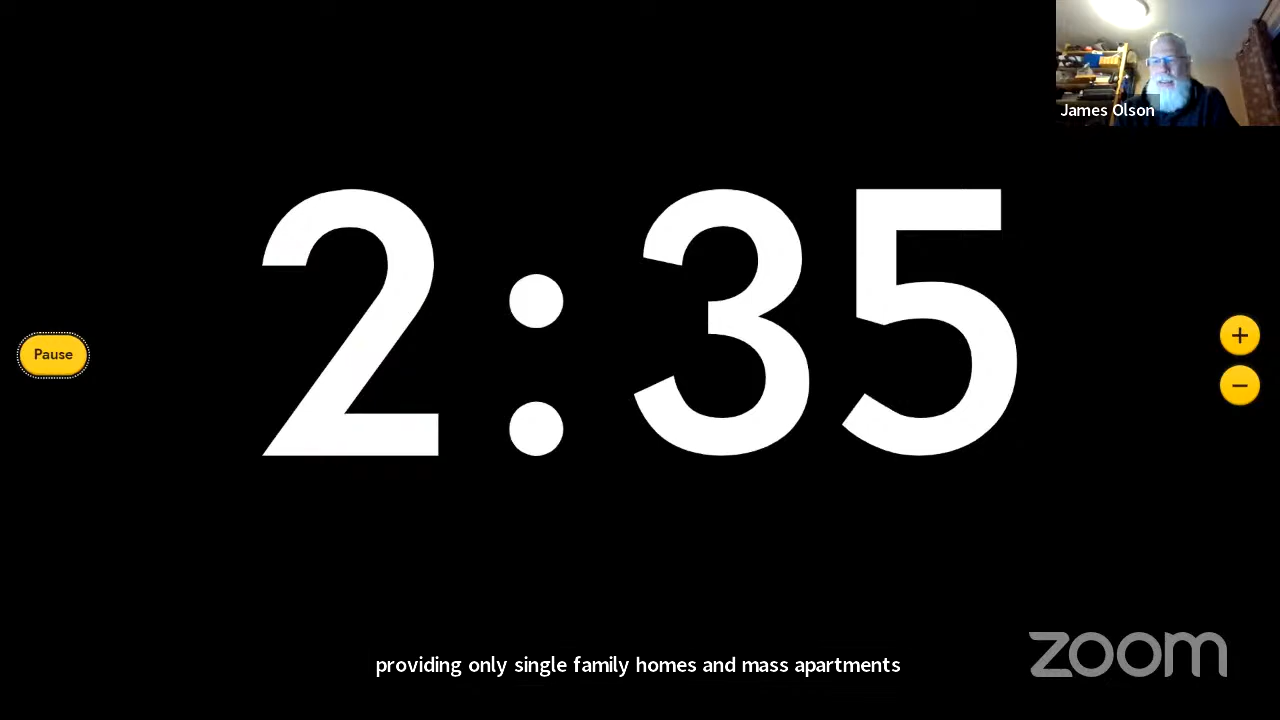 James Olson
2:35
Pause
+
−
providing only single family homes and mass apartments
zoom